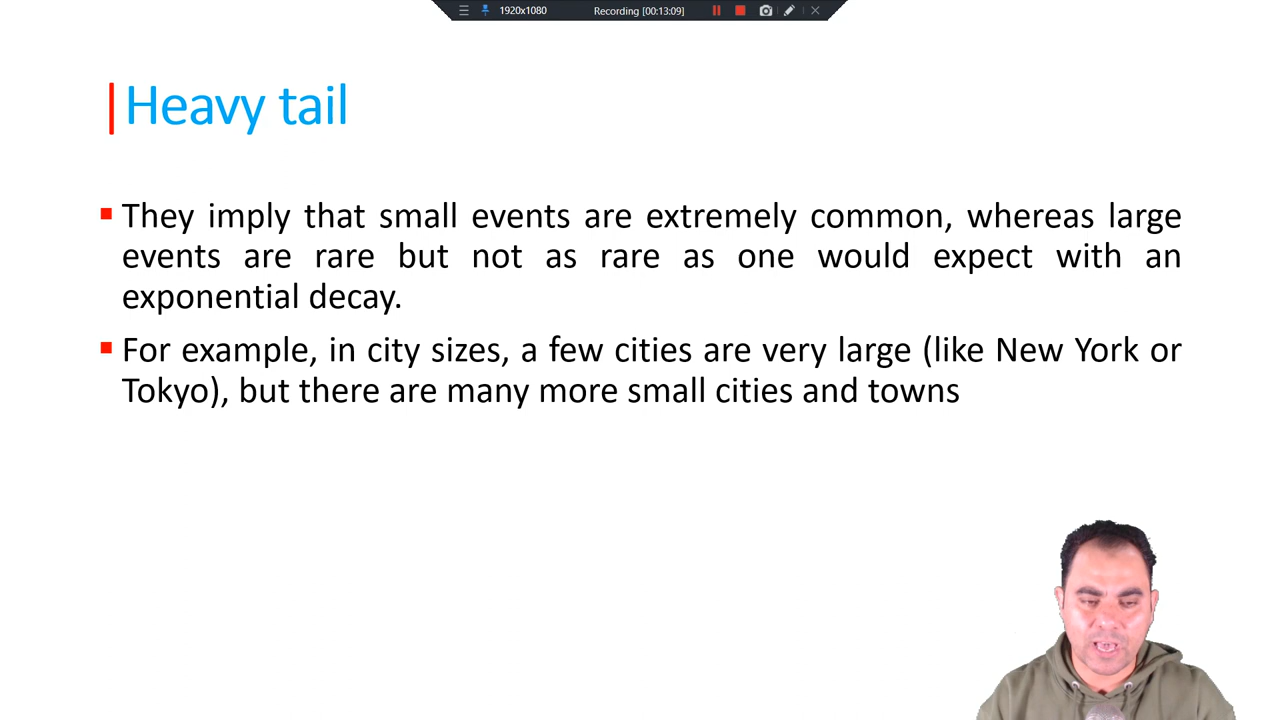 1920x1080 Recording [00:13:09]
Heavy tail
They imply that small events are extremely common, whereas large
events are rare but not as rare as one would expect with an
exponential decay.
For example, in city sizes, a few cities are very large (like New York or
Tokyo), but there are many more small cities and towns